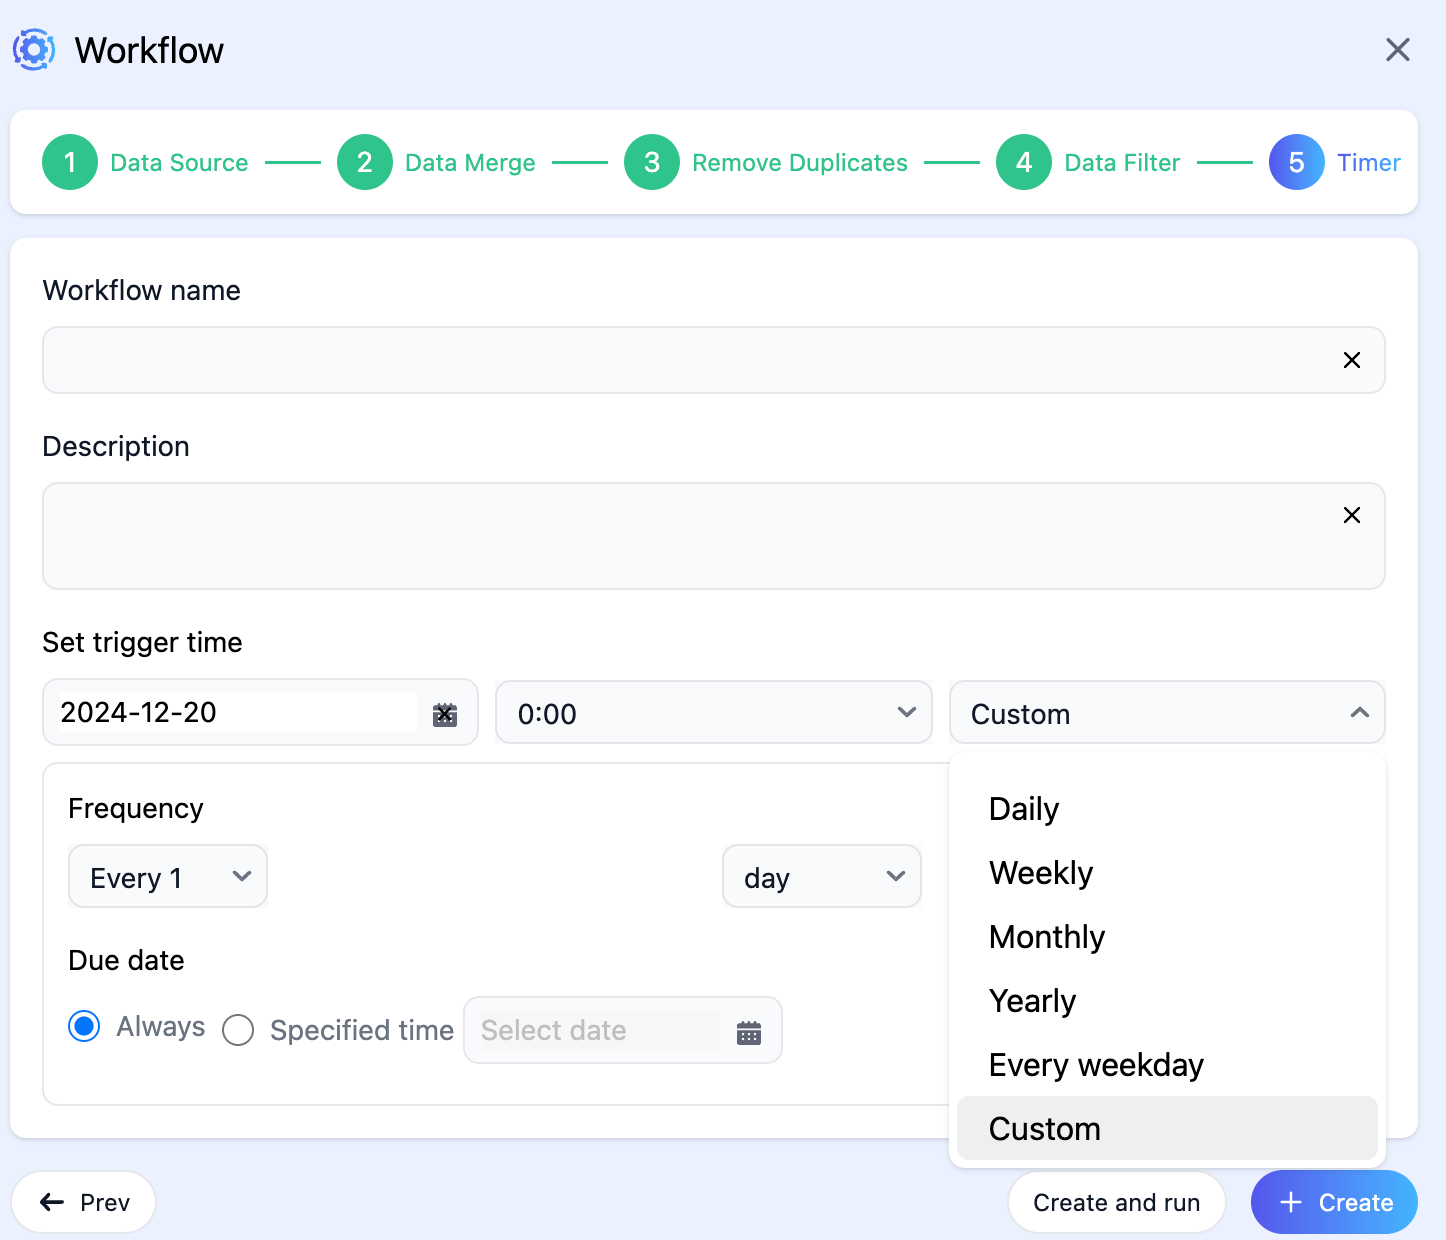 Workflow
1 Data Source 2 Data Merge 3 Remove Duplicates 4 Data Filter 5 Timer
Workflow name
Description
Set trigger time
2024-12-20 0:00 Custom
Frequency
Every 1 day
Due date
Always Specified time Select date
Daily
Weekly
Monthly
Yearly
Every weekday
Custom
Prev Create and run Create